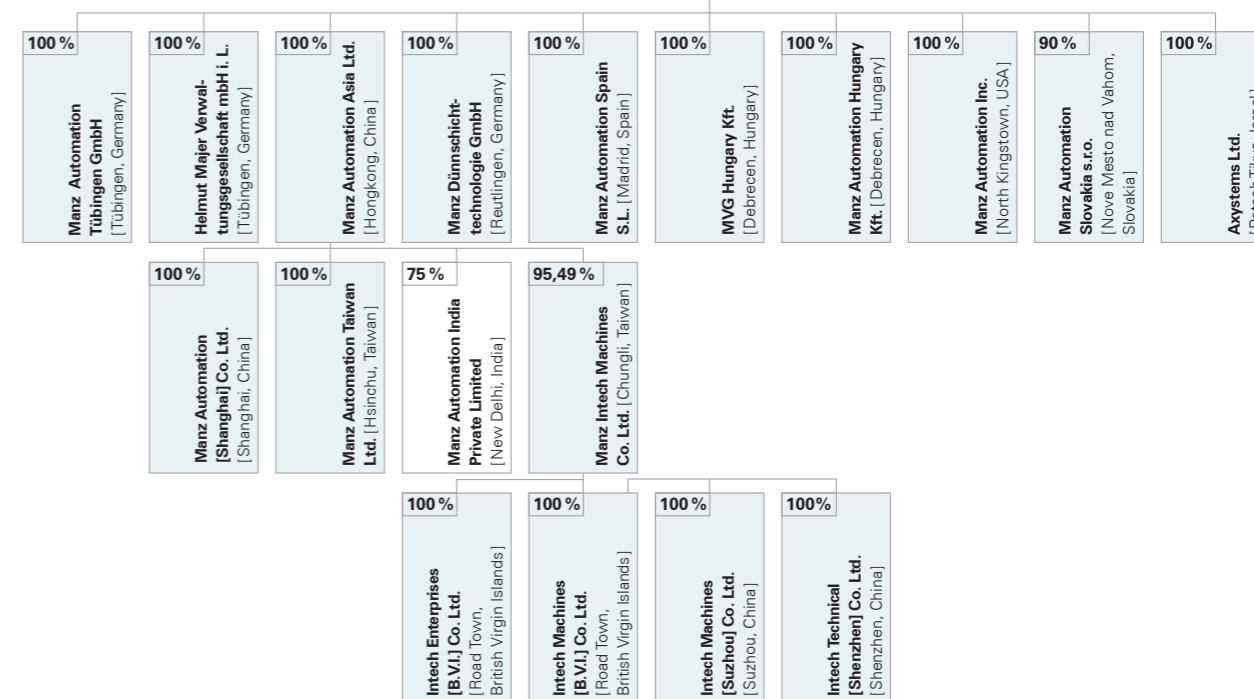 100 %
Manz Automation
Tübingen GmbH
[Tübingen, Germany]
100 %
Helmut Majer Verwal-
tungsgesellschaft mbH i. L.
[Tübingen, Germany]
100 %
Manz Automation Asia Ltd.
[Hongkong, China]
100 %
Manz Dünnschicht-
technologie GmbH
[Reutlingen, Germany]
100 %
Manz Automation Spain
S.L. [Madrid, Spain]
100 %
MVG Hungary Kft.
[Debrecen, Hungary]
100 %
Manz Automation Hungary
Kft. [Debrecen, Hungary]
100 %
Manz Automation Inc.
[North Kingstown, USA]
90 %
Manz Automation
Slovakia s.r.o.
[Nove Mesto nad Vahom,
Slovakia]
100 %
Axystems Ltd.
100 %
Manz Automation
[Shanghai] Co. Ltd.
[Shanghai, China]
100 %
Manz Automation Taiwan
Ltd. [Hsinchu, Taiwan]
75 %
Manz Automation India
Private Limited
[New Delhi, India]
95,49 %
Manz Intech Machines
Co. Ltd. [Chungli, Taiwan]
100 %
Intech Enterprises
[B.V.I.] Co. Ltd.
[Road Town,
British Virgin Islands]
100 %
Intech Machines
[B.V.I.] Co. Ltd.
[Road Town,
British Virgin Islands]
100 %
Intech Machines
[Suzhou] Co. Ltd.
[Suzhou, China]
100%
Intech Technical
[Shenzhen] Co. Ltd.
[Shenzhen, China]